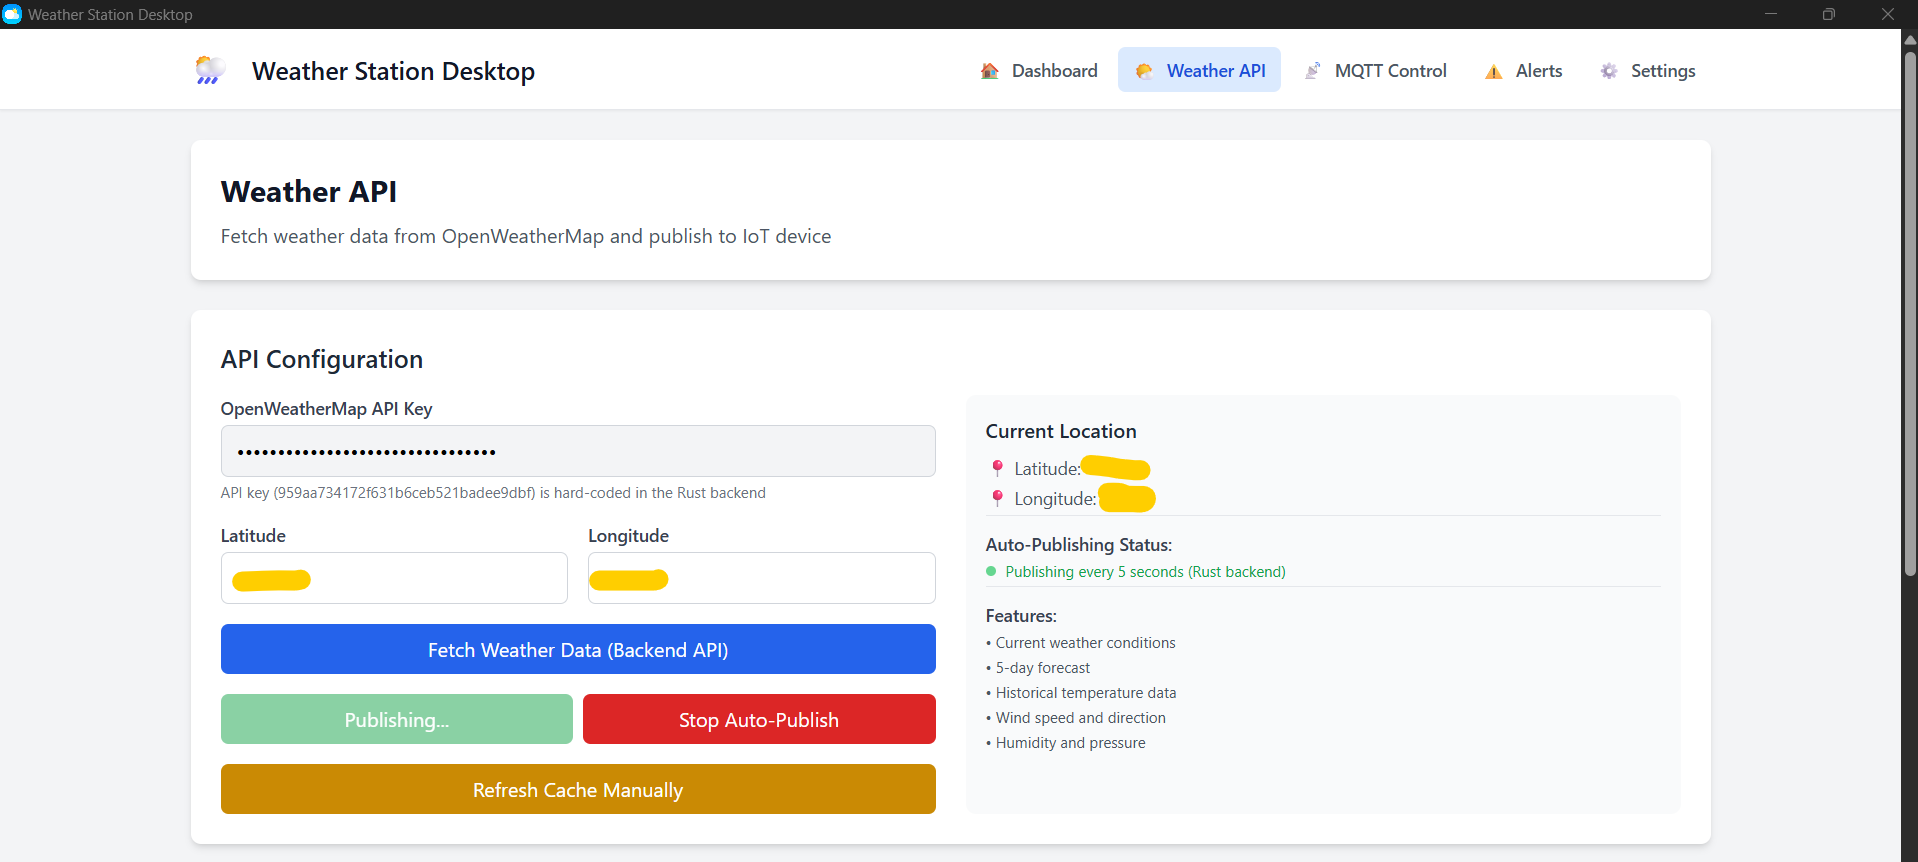 Weather Station Desktop
Weather Station Desktop
Dashboard
Weather API
MQTT Control
Alerts
Settings
Weather API
Fetch weather data from OpenWeatherMap and publish to IoT device
API Configuration
OpenWeatherMap API Key
••••••••••••••••••••••••••••••••
API key (959aa734172f631b6ceb521badee9dbf) is hard-coded in the Rust backend
Latitude
Longitude
Fetch Weather Data (Backend API)
Publishing...
Stop Auto-Publish
Refresh Cache Manually
Current Location
Latitude:
Longitude:
Auto-Publishing Status:
Publishing every 5 seconds (Rust backend)
Features:
• Current weather conditions
• 5-day forecast
• Historical temperature data
• Wind speed and direction
• Humidity and pressure